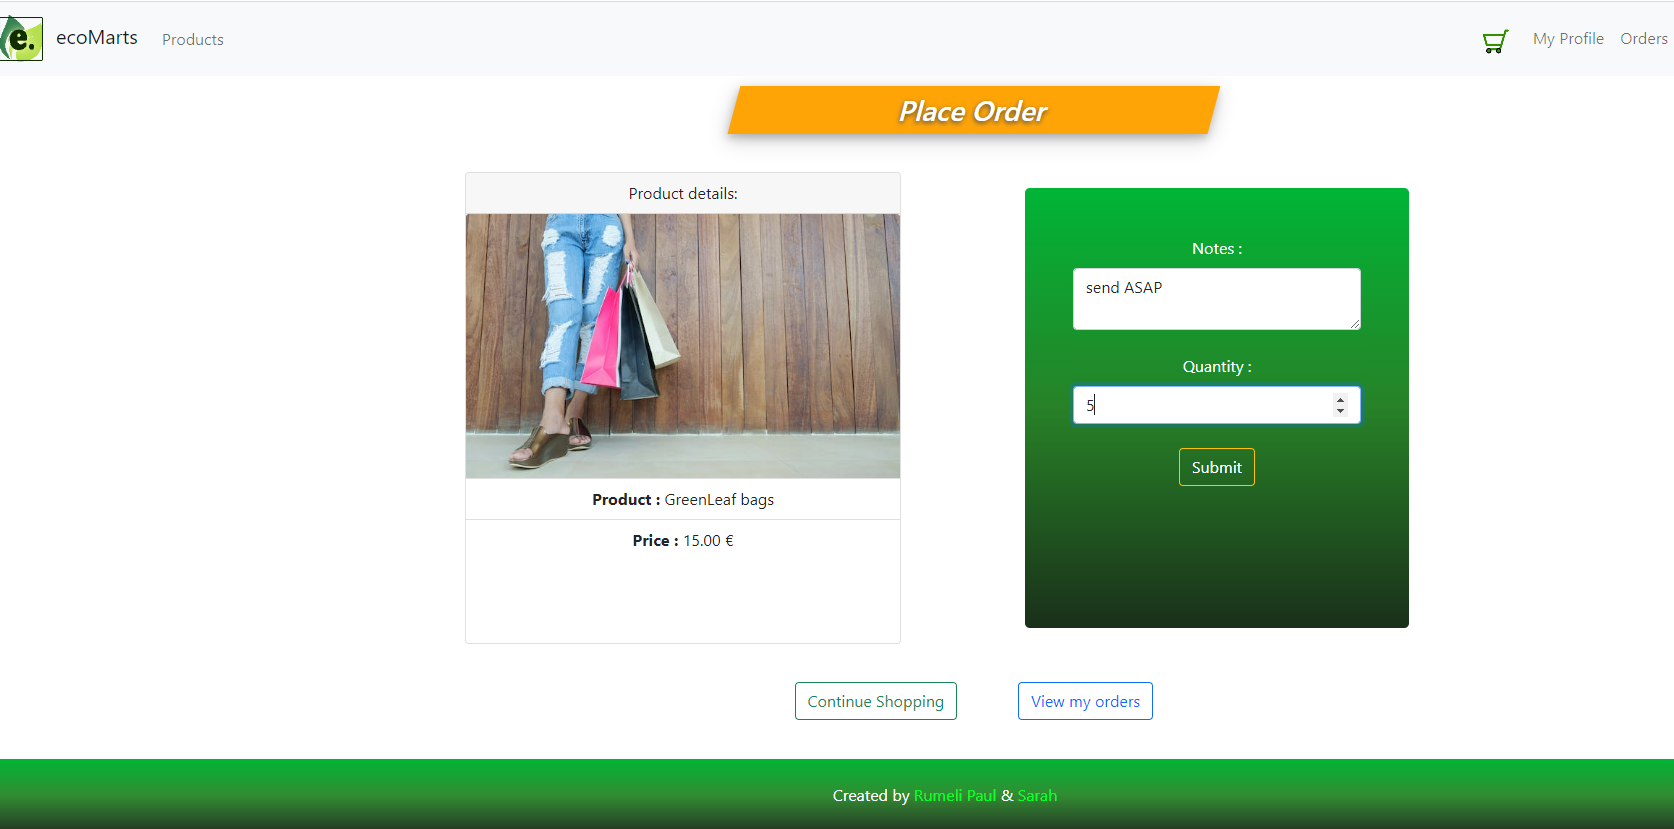 e.
ecoMarts
Products
My Profile
Orders
Place Order
Product details:
Product : GreenLeaf bags
Price : 15.00 €
Notes :
send ASAP
Quantity :
5
Submit
Continue Shopping
View my orders
Created by Rumeli Paul & Sarah